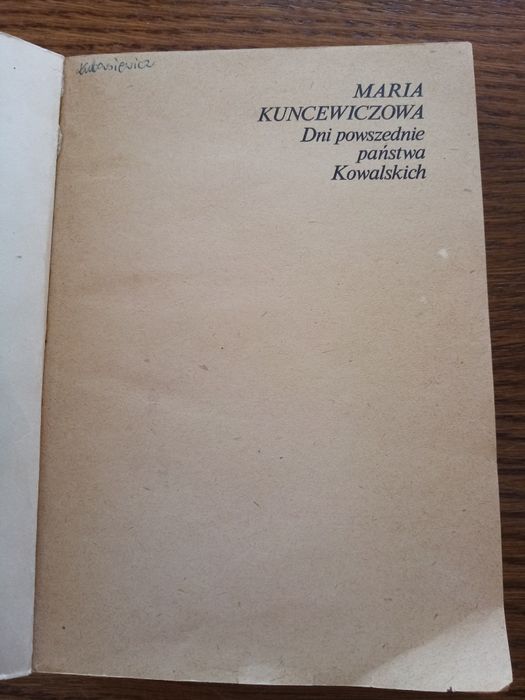 MARIA
KUNCEWICZOWA
Dni powszednie
państwa
Kowalskich